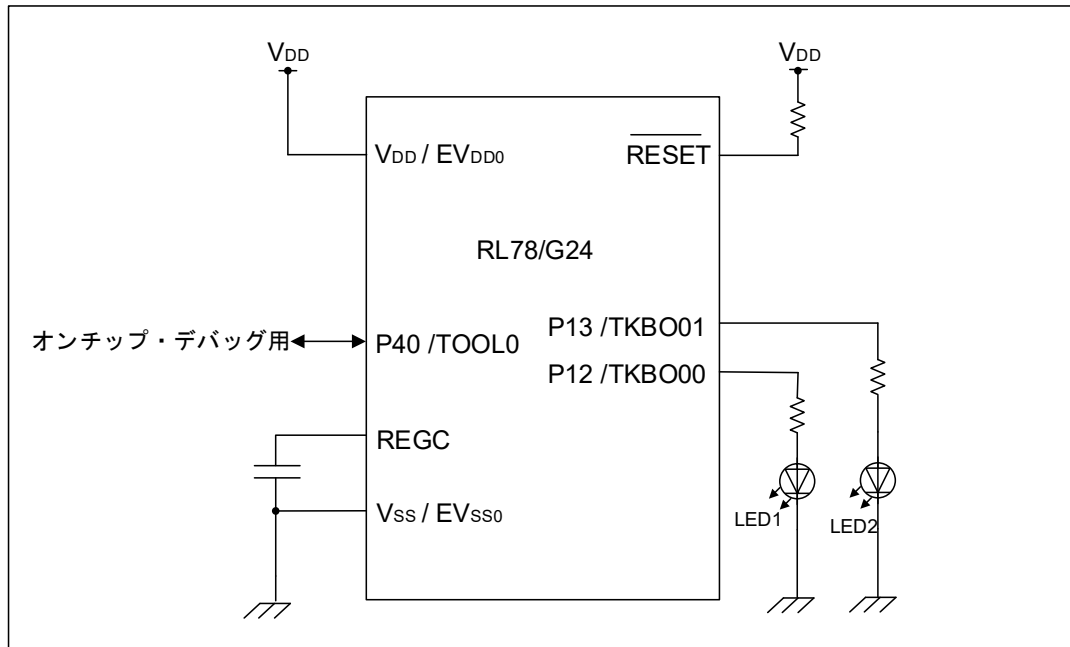 VDD
VDD
VDD / EVDD0
RESET
RL78/G24
P13 /TKBO01
オンチップ・デバッグ用
P40 /TOOL0
P12 /TKBO00
REGC
VSS / EVSS0
LED1
LED2